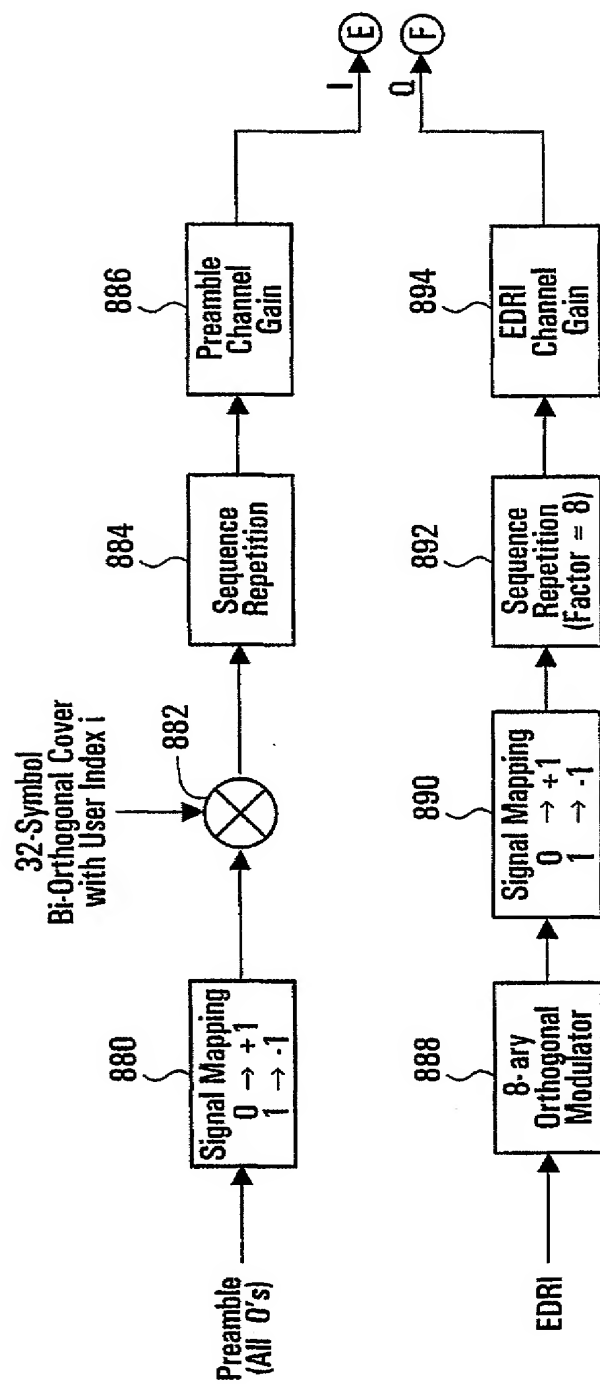 Preamble
(All 0's)
880
Signal Mapping
0 → +1
1 → -1
32-Symbol
Bi-Orthogonal Cover
with User Index i
882
884
Sequence
Repetition
886
Preamble
Channel
Gain
I
E
EDRI
888
8-ary
Orthogonal
Modulator
890
Signal Mapping
0 → +1
1 → -1
892
Sequence
Repetition
(Factor = 8)
894
EDRI
Channel
Gain
Q
F